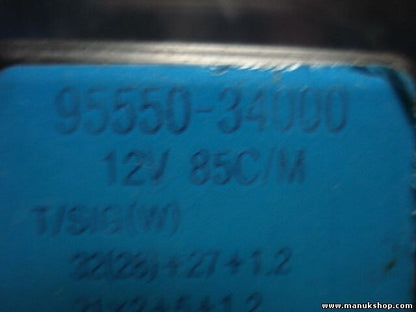 95550-34000
12V 85C/M
T/SIG(W)
32(28)+27+1.2
www.manukshop.com